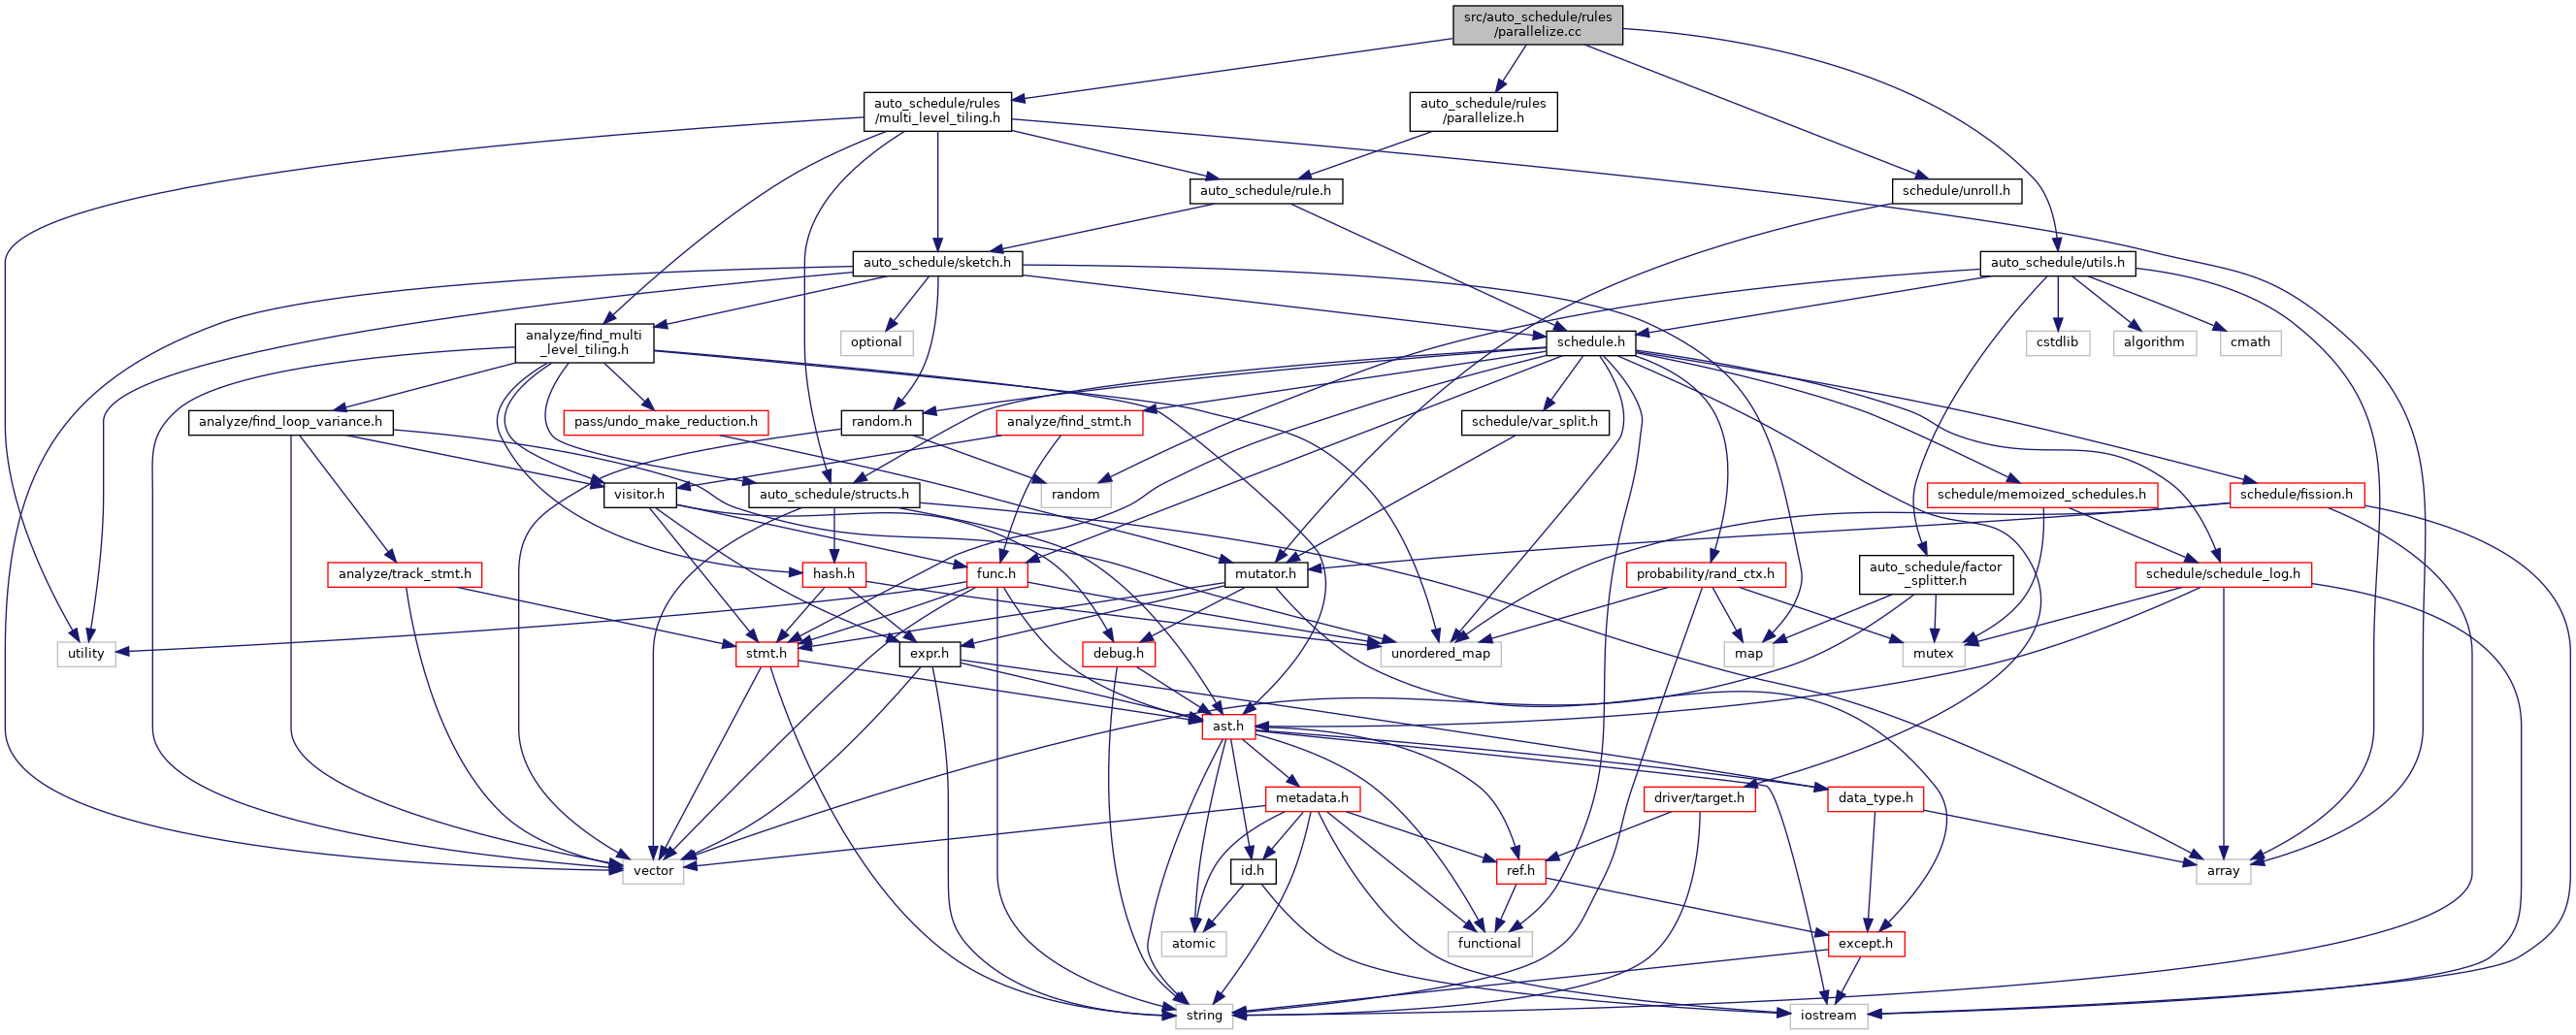 src/auto_schedule/rules
/parallelize.cc
auto_schedule/rules
/multi_level_tiling.h
auto_schedule/rules
/parallelize.h
auto_schedule/rule.h
schedule/unroll.h
auto_schedule/sketch.h
auto_schedule/utils.h
analyze/find_multi
_level_tiling.h
optional
schedule.h
cstdlib
algorithm
cmath
analyze/find_loop_variance.h
pass/undo_make_reduction.h
random.h
analyze/find_stmt.h
schedule/var_split.h
visitor.h
auto_schedule/structs.h
random
schedule/memoized_schedules.h
schedule/fission.h
analyze/track_stmt.h
hash.h
func.h
mutator.h
probability/rand_ctx.h
auto_schedule/factor
_splitter.h
schedule/schedule_log.h
utility
stmt.h
expr.h
debug.h
unordered_map
map
mutex
ast.h
metadata.h
driver/target.h
data_type.h
vector
id.h
ref.h
array
atomic
functional
except.h
string
iostream